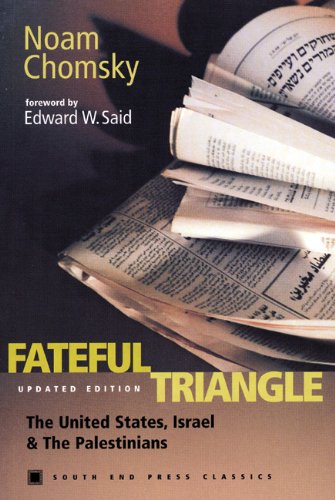 Noam
Chomsky
foreword by
Edward W. Said
FATEFUL
UPDATED EDITION
TRIANGLE
The United States, Israel
& The Palestinians
SOUTH END PRESS CLASSICS